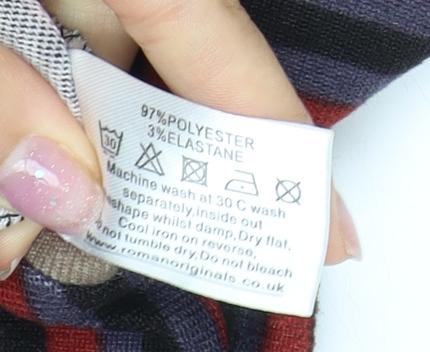 97%POLYESTER
3%ELASTANE
30
Machine wash at 30 C wash
separately,inside out
shape whilst damp,Dry flat,
Cool iron on reverse,
not tumble dry,Do not bleach
www.romanoriginals.co.uk